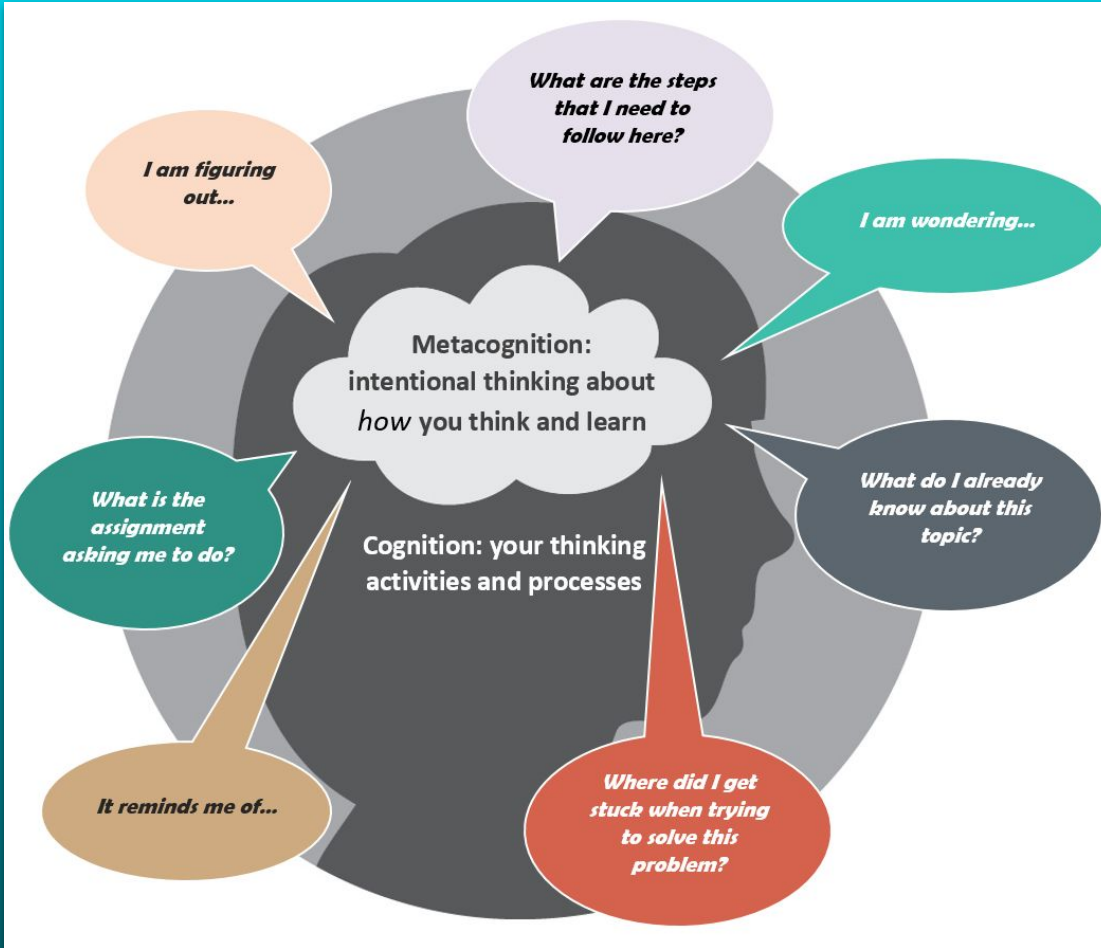 What are the steps
that I need to
follow here?
I am figuring
out...
I am wondering...
Metacognition:
intentional thinking about
how you think and learn
What is the
assignment
asking me to do?
What do I already
know about this
topic?
Cognition: your thinking
activities and processes
It reminds me of...
Where did I get
stuck when trying
to solve this
problem?